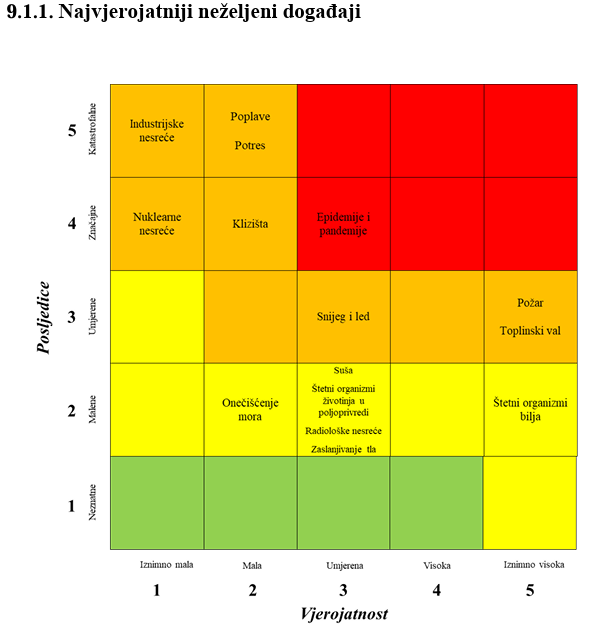 9.1.1. Najvjerojatniji neželjeni događaji
Posljedice
5
Katastrofalne
Industrijske
nesreće
Poplave
Potres
4
Značajne
Nuklearne
nesreće
Klizišta
Epidemije i
pandemije
3
Umjerene
Snijeg i led
Požar
Toplinski val
2
Malene
Onečišćenje
mora
Suša
Štetni organizmi
životinja u
poljoprivredi
Radiološke nesreće
Zaslanjivanje tla
Štetni organizmi
bilja
1
Neznatne
Iznimno mala
Mala
Umjerena
Visoka
Iznimno visoka
1
2
3
4
5
Vjerojatnost